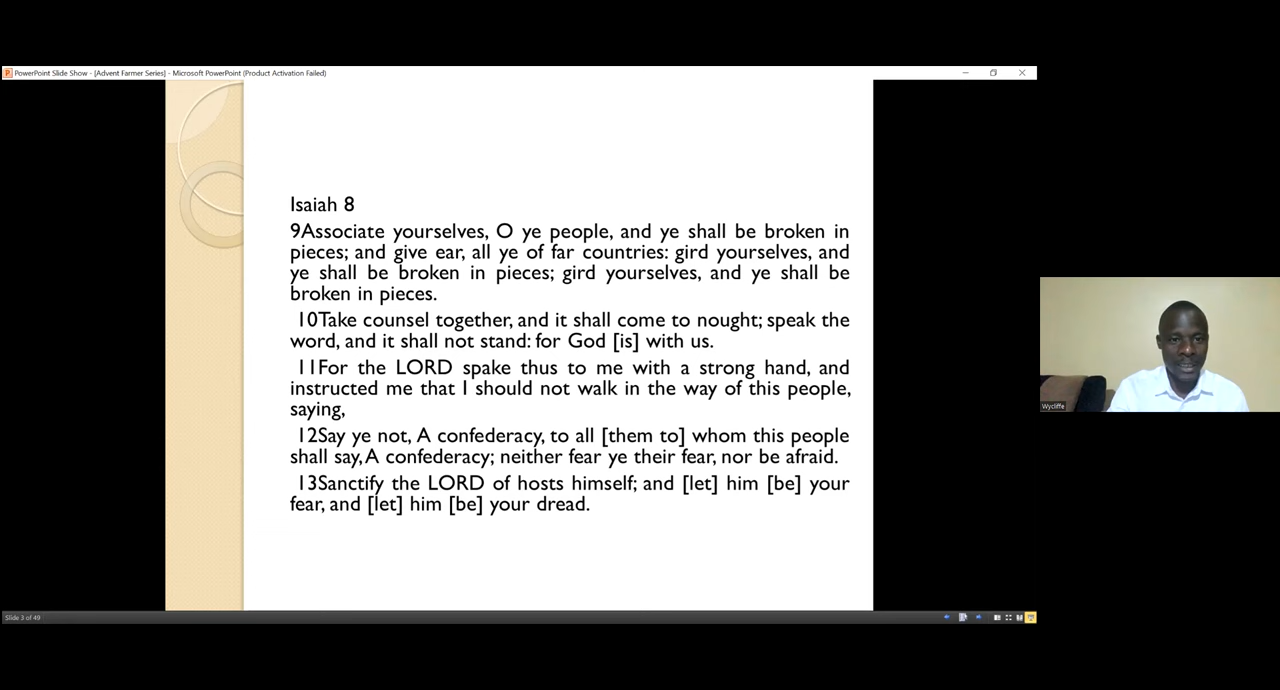 PowerPoint Slide Show - [Advent Farmer Series] - Microsoft PowerPoint (Product Activation Failed)
Isaiah 8
9Associate yourselves, O ye people, and ye shall be broken in
pieces; and give ear, all ye of far countries: gird yourselves, and
ye shall be broken in pieces; gird yourselves, and ye shall be
broken in pieces.
10Take counsel together, and it shall come to nought; speak the
word, and it shall not stand: for God [is] with us.
11For the LORD spake thus to me with a strong hand, and
instructed me that I should not walk in the way of this people,
saying,
12Say ye not, A confederacy, to all [them to] whom this people
shall say, A confederacy; neither fear ye their fear, nor be afraid.
13Sanctify the LORD of hosts himself; and [let] him [be] your
fear, and [let] him [be] your dread.
Wycliffe
Slide 3 of 49